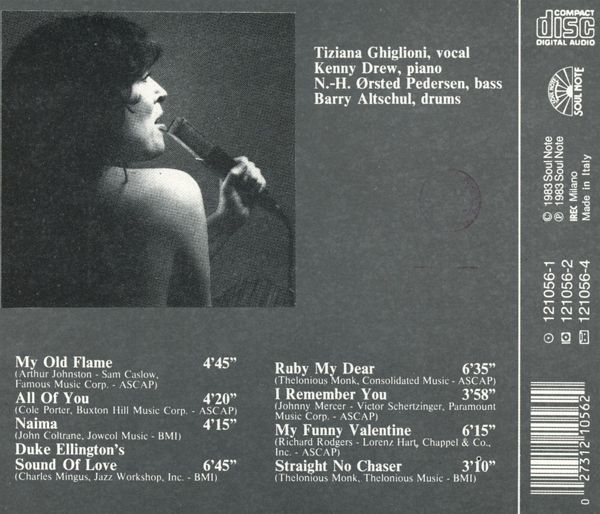 Tiziana Ghiglioni, vocal
Kenny Drew, piano
N.-H. Ørsted Pedersen, bass
Barry Altschul, drums
My Old Flame 4'45"
(Arthur Johnston - Sam Caslow,
Famous Music Corp. - ASCAP)
All Of You 4'20"
(Cole Porter, Buxton Hill Music Corp. - ASCAP)
Naima 4'15"
(John Coltrane, Jowcol Music - BMI)
Duke Ellington's
Sound Of Love 6'45"
(Charles Mingus, Jazz Workshop, Inc. - BMI)
Ruby My Dear 6'35"
(Thelonious Monk, Consolidated Music - ASCAP)
I Remember You 3'58"
(Johnny Mercer - Victor Schertzinger, Paramount
Music Corp. - ASCAP)
My Funny Valentine 6'15"
(Richard Rodgers - Lorenz Hart, Chappel & Co.,
Inc. - ASCAP)
Straight No Chaser 3'10"
(Thelonious Monk, Thelonious Music - BMI)
COMPACT
disc
DIGITAL AUDIO
SOUL NOTE
SOUL NOTE
© 1983 Soul Note
℗ 1983 Soul Note
IREC Milano
Made in Italy
121056-1
121056-2
121056-4
0 27312 10562